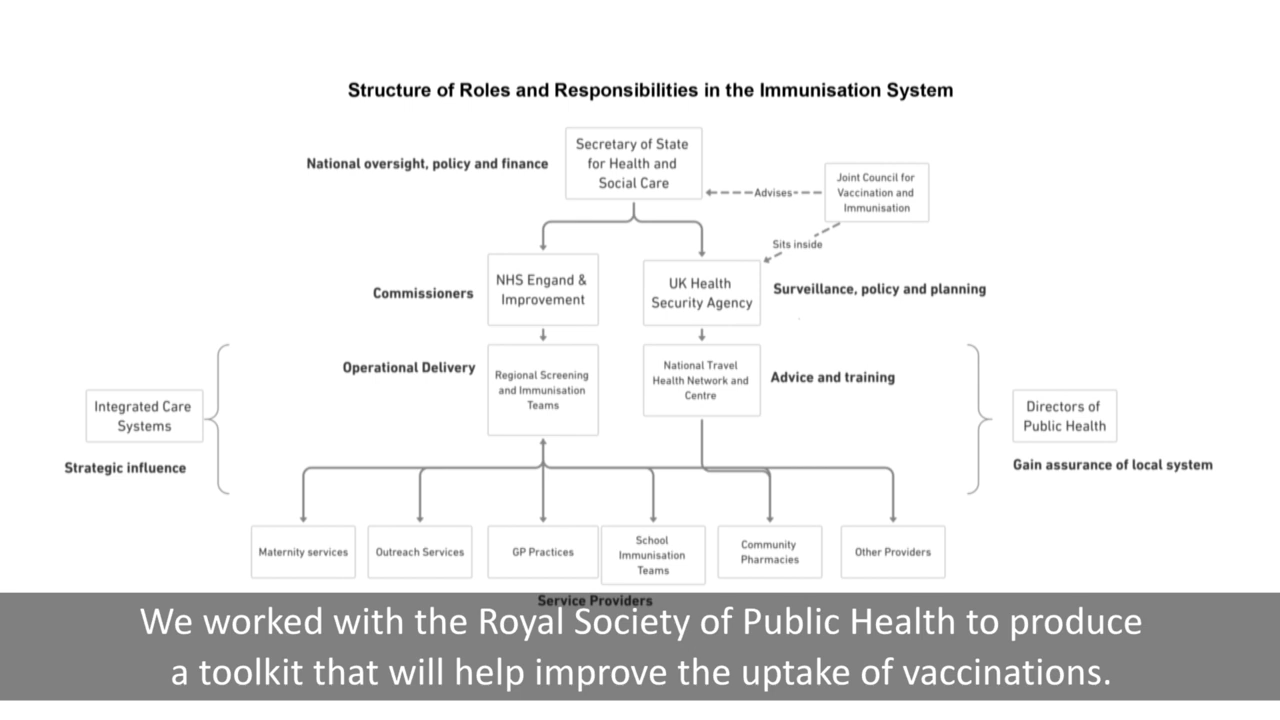 Structure of Roles and Responsibilities in the Immunisation System
Secretary of State
for Health and
Social Care
National oversight, policy and finance
Joint Council for
Vaccination and
Immunisation
Advises
Sits inside
NHS Engand &
Improvement
Commissioners
UK Health
Security Agency
Surveillance, policy and planning
Operational Delivery
Regional Screening
and Immunisation
Teams
National Travel
Health Network and
Centre
Advice and training
Integrated Care
Systems
Strategic influence
Directors of
Public Health
Gain assurance of local system
Maternity services
Outreach Services
GP Practices
School
Immunisation
Teams
Community
Pharmacies
Other Providers
Service Providers
We worked with the Royal Society of Public Health to produce
a toolkit that will help improve the uptake of vaccinations.